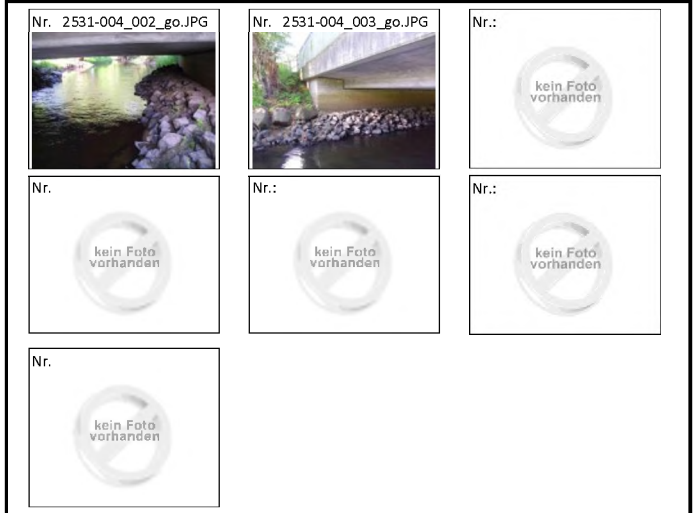 Nr. 2531-004_002_go.JPG
Nr. 2531-004_003_go.JPG
Nr.:
kein Foto
vorhanden
Nr.
kein Foto
vorhanden
Nr.:
kein Foto
vorhanden
Nr.:
kein Foto
vorhanden
Nr.
kein Foto
vorhanden